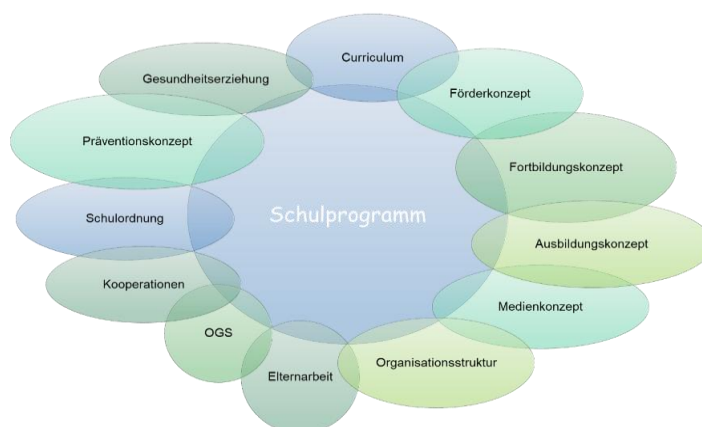 Curriculum
Gesundheitserziehung
Förderkonzept
Präventionskonzept
Fortbildungskonzept
Schulprogramm
Schulordnung
Ausbildungskonzept
Kooperationen
Medienkonzept
OGS
Organisationsstruktur
Elternarbeit